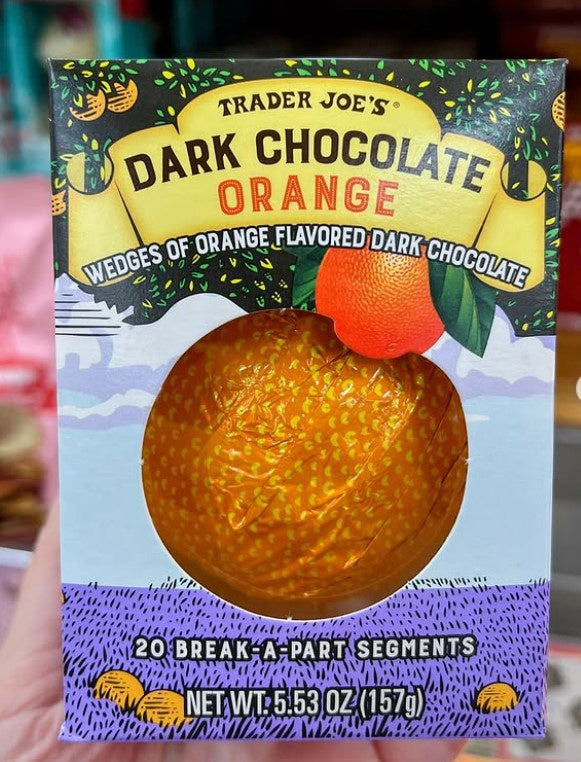 TRADER JOE'S®
DARK CHOCOLATE
ORANGE
WEDGES OF ORANGE FLAVORED DARK CHOCOLATE
20 BREAK-A-PART SEGMENTS
NET WT. 5.53 OZ (157g)